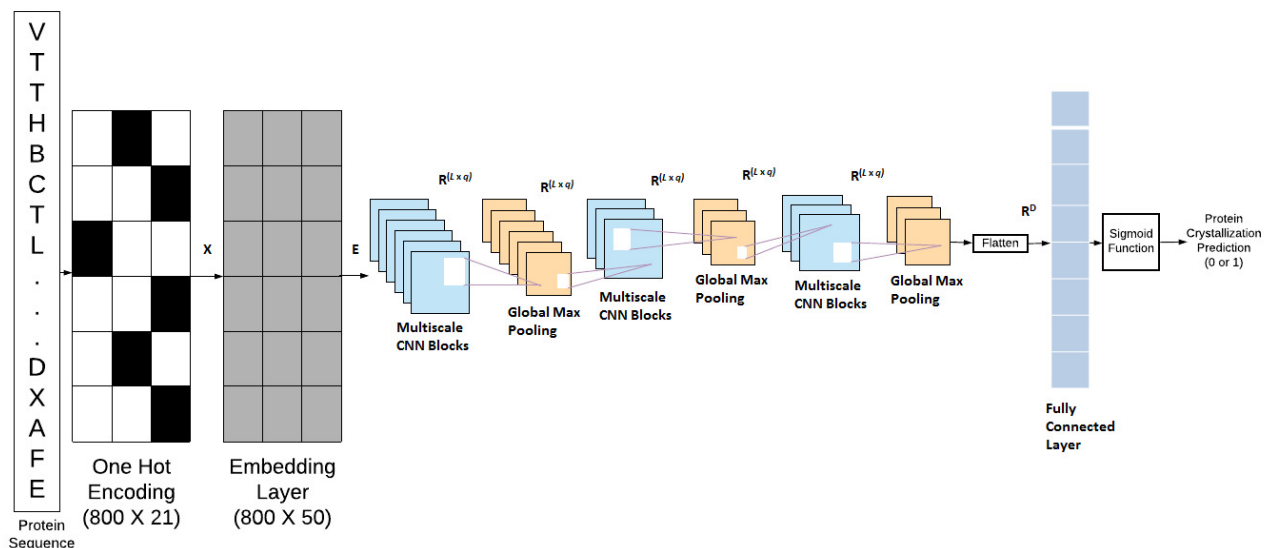 V
T
T
H
B
C
T
L
.
.
.
D
X
A
F
E
Protein
Sequence
One Hot
Encoding
(800 X 21)
X
Embedding
Layer
(800 X 50)
E
R(L x q)
Multiscale
CNN Blocks
R(L x q)
Global Max
Pooling
R(L x q)
Multiscale
CNN Blocks
R(L x q)
Global Max
Pooling
R(L x q)
Multiscale
CNN Blocks
Global Max
Pooling
Flatten
RD
Fully
Connected
Layer
Sigmoid
Function
Protein
Crystallization
Prediction
(0 or 1)